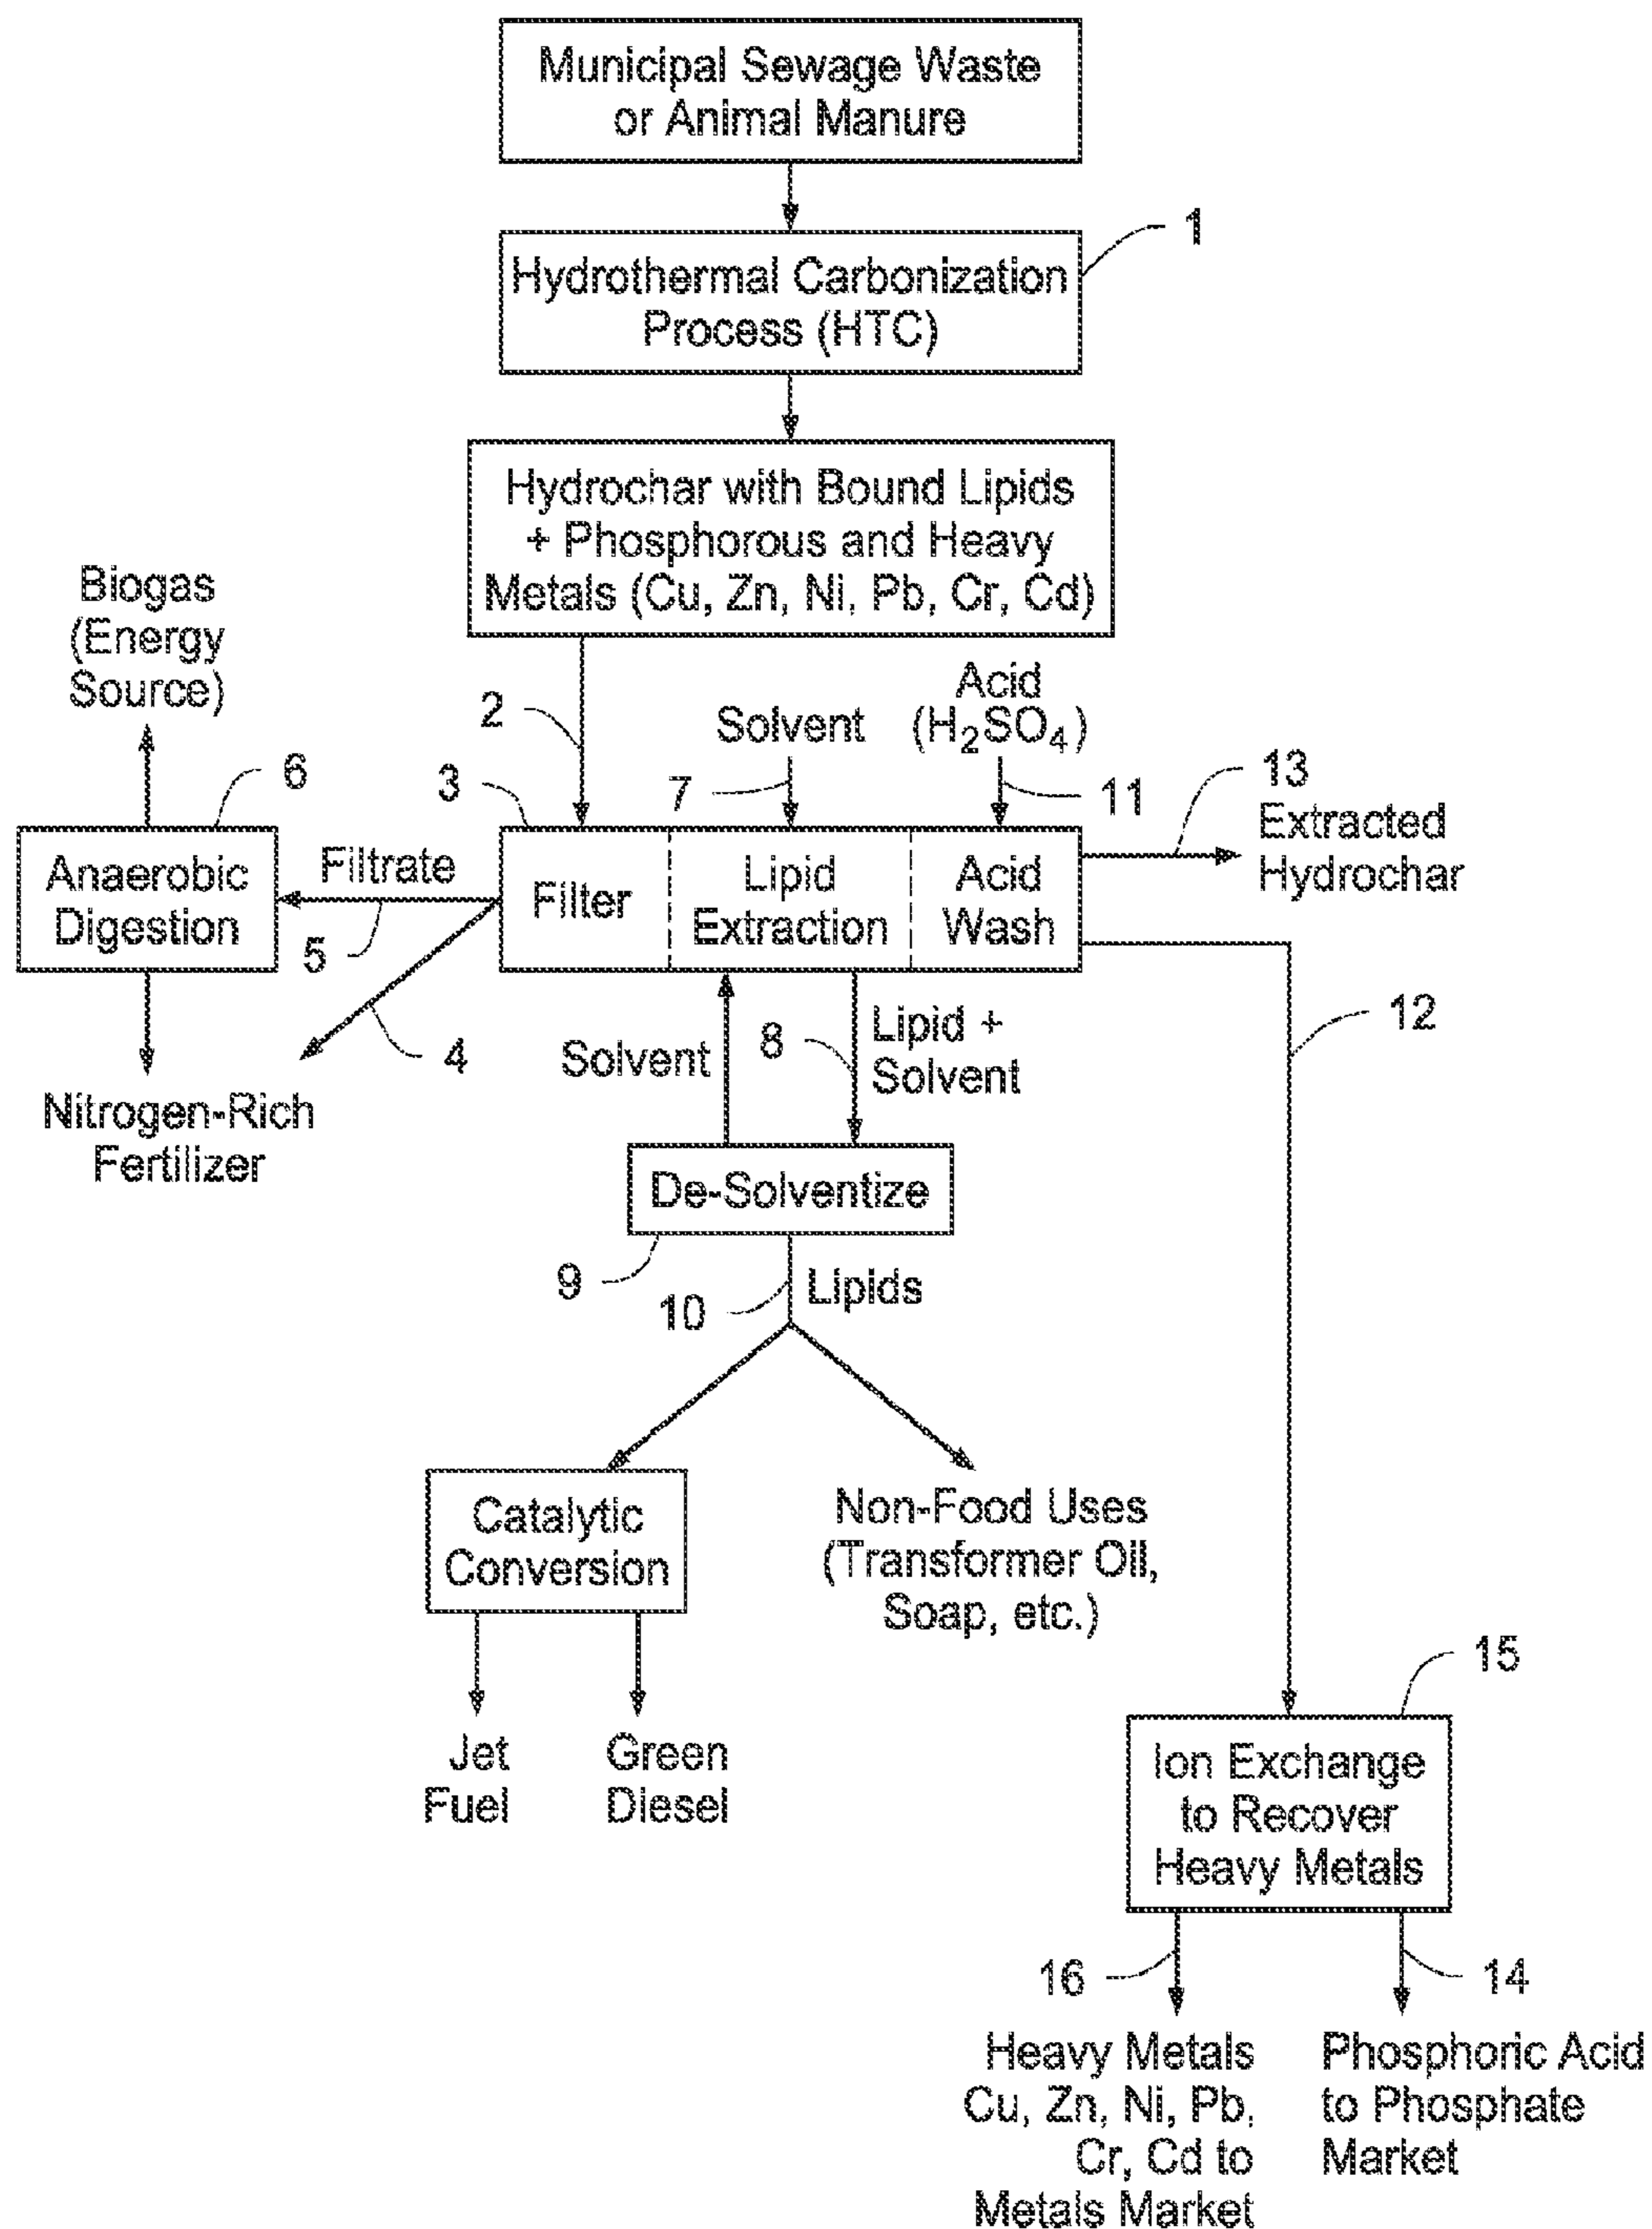 Municipal Sewage Waste
or Animal Manure
1
Hydrothermal Carbonization
Process (HTC)
Hydrochar with Bound Lipids
+ Phosphorous and Heavy
Metals (Cu, Zn, Ni, Pb, Cr, Cd)
Biogas
(Energy
Source)
2
Solvent
Acid
(H₂SO₄)
6
3
7
11
13
Extracted
Hydrochar
Anaerobic
Digestion
Filtrate
5
Filter
Lipid
Extraction
Acid
Wash
4
Solvent
8
Lipid +
Solvent
12
Nitrogen-Rich
Fertilizer
De-Solventize
9
10
Lipids
Catalytic
Conversion
Non-Food Uses
(Transformer Oil,
Soap, etc.)
Jet
Fuel
Green
Diesel
15
Ion Exchange
to Recover
Heavy Metals
16
14
Heavy Metals
Cu, Zn, Ni, Pb,
Cr, Cd to
Metals Market
Phosphoric Acid
to Phosphate
Market